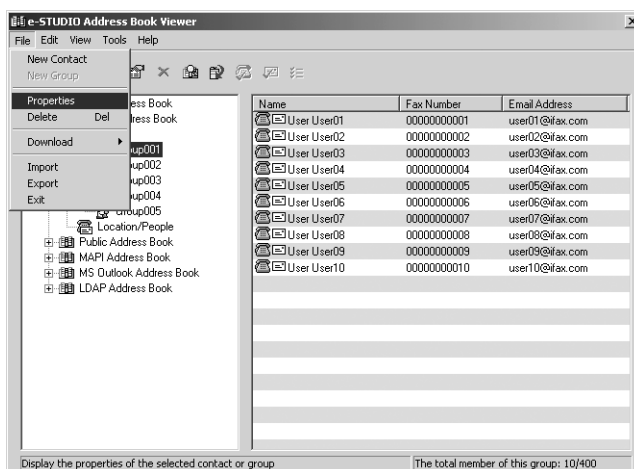 e-STUDIO Address Book Viewer
File Edit View Tools Help
New Contact
New Group
Properties
Delete Del
Download
Import
Export
Exit
ess Book
ress Book
up001
up002
up003
up004
Group005
Location/People
Public Address Book
MAPI Address Book
MS Outlook Address Book
LDAP Address Book
Name Fax Number Email Address
User User01 00000000001 user01@ifax.com
User User02 00000000002 user02@ifax.com
User User03 00000000003 user03@ifax.com
User User04 00000000004 user04@ifax.com
User User05 00000000005 user05@ifax.com
User User06 00000000006 user06@ifax.com
User User07 00000000007 user07@ifax.com
User User08 00000000008 user08@ifax.com
User User09 00000000009 user09@ifax.com
User User10 00000000010 user10@ifax.com
Display the properties of the selected contact or group The total member of this group: 10/400